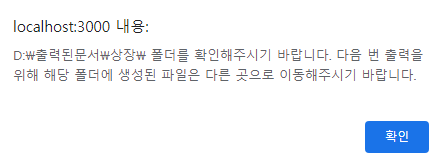 localhost:3000 내용:
D:₩출력된문서₩상장₩ 폴더를 확인해주시기 바랍니다. 다음 번 출력을
위해 해당 폴더에 생성된 파일은 다른 곳으로 이동해주시기 바랍니다.
확인